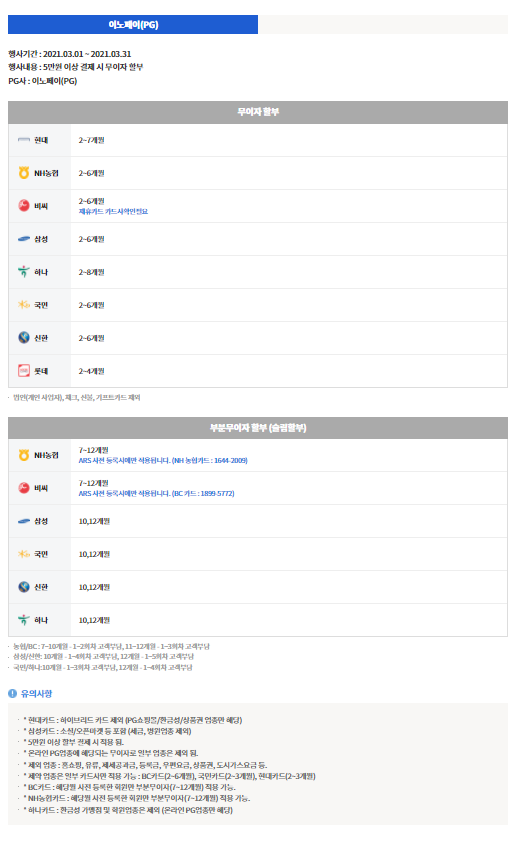 이노페이(PG)
행사기간 : 2021.03.01 ~ 2021.03.31
행사내용 : 5만원 이상 결제 시 무이자 할부
PG사 : 이노페이(PG)
무이자 할부
현대 2~7개월
NH농협 2~6개월
비씨 2~6개월
제휴카드 카드사확인필요
삼성 2~6개월
하나 2~8개월
국민 2~6개월
신한 2~6개월
롯데 2~4개월
· 법인(개인 사업자), 체크, 선불, 기프트카드 제외
부분무이자 할부 (슬림할부)
NH농협 7~12개월
ARS 사전 등록시에만 적용됩니다. (NH 농협카드 : 1644-2009)
비씨 7~12개월
ARS 사전 등록시에만 적용됩니다. (BC 카드 : 1899-5772)
삼성 10,12개월
국민 10,12개월
신한 10,12개월
하나 10,12개월
· 농협/BC : 7~10개월 - 1~2회차 고객부담, 11~12개월 - 1~3회차 고객부담
· 삼성/신한: 10개월 - 1~4회차 고객부담, 12개월 - 1~5회차 고객부담
· 국민/하나:10개월 - 1~3회차 고객부담, 12개월 - 1~4회차 고객부담
유의사항
· * 현대카드 : 하이브리드 카드 제외 (PG쇼핑몰/환금성/상품권 업종만 해당)
· * 삼성카드 : 소셜/오픈마켓 등 포함 (세금, 병원업종 제외)
· * 5만원 이상 할부 결제 시 적용 됨.
· * 온라인 PG업종에 해당되는 무이자로 일부 업종은 제외 됨.
· * 제외 업종 : 홈쇼핑, 유류, 제세공과금, 등록금, 우편요금, 상품권, 도시가스요금 등.
· * 제약 업종은 일부 카드사만 적용 가능 : BC카드(2~6개월), 국민카드(2~3개월), 현대카드(2~3개월)
· * BC카드 : 해당월 사전 등록한 회원만 부분무이자(7~12개월) 적용 가능.
· * NH농협카드 : 해당월 사전 등록한 회원만 부분무이자(7~12개월) 적용 가능.
· * 하나카드 : 환금성 가맹점 및 학원업종은 제외 (온라인 PG업종만 해당)